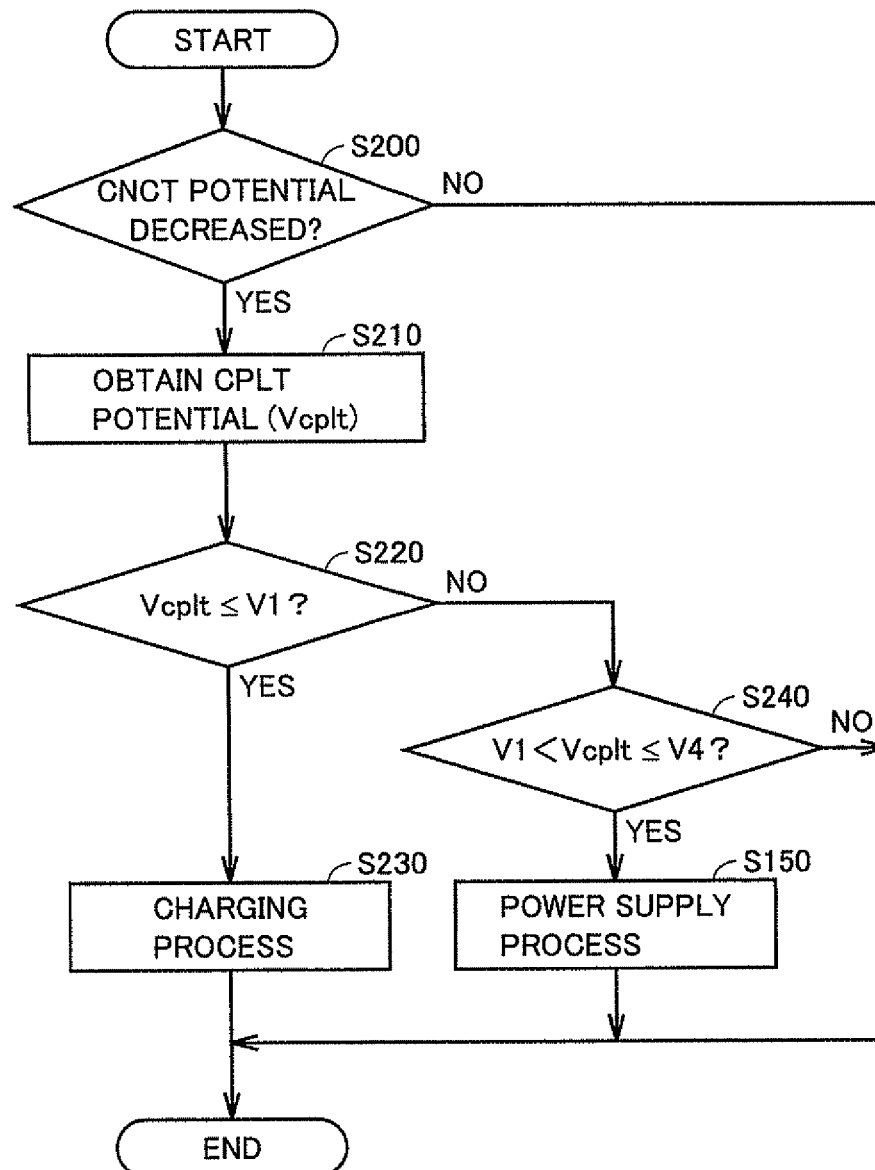 START
S200
CNCT POTENTIAL
DECREASED?
NO
YES
S210
OBTAIN CPLT
POTENTIAL (Vcplt)
S220
Vcplt ≤ V1 ?
NO
YES
S240
V1 < Vcplt ≤ V4 ?
NO
YES
S230
CHARGING
PROCESS
S150
POWER SUPPLY
PROCESS
END